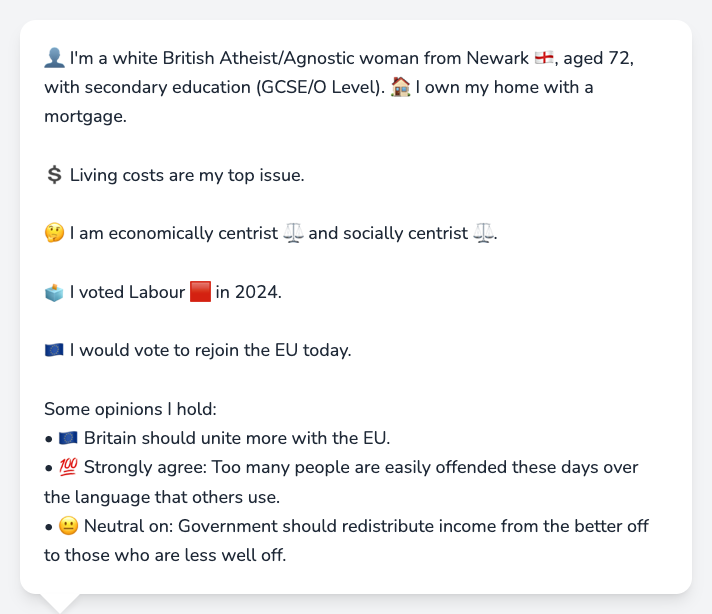 👤 I'm a white British Atheist/Agnostic woman from Newark 🏴󠁧󠁢󠁥󠁮󠁧󠁿, aged 72,
with secondary education (GCSE/O Level). 🏠 I own my home with a
mortgage.
💲 Living costs are my top issue.
🤔 I am economically centrist ⚖️ and socially centrist ⚖️.
🗳️ I voted Labour 🟥 in 2024.
🇪🇺 I would vote to rejoin the EU today.
Some opinions I hold:
• 🇪🇺 Britain should unite more with the EU.
• 💯 Strongly agree: Too many people are easily offended these days over
the language that others use.
• 😐 Neutral on: Government should redistribute income from the better off
to those who are less well off.